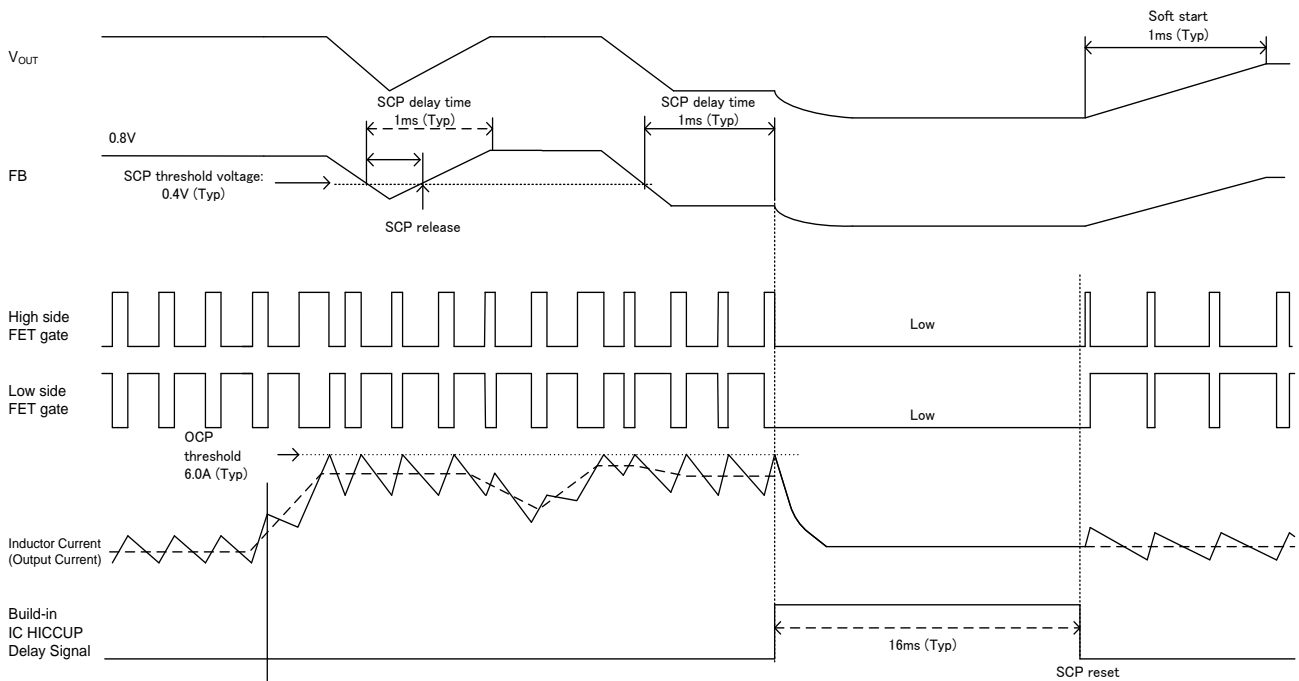 Soft start
1ms (Typ)
VOUT
SCP delay time
1ms (Typ)
SCP delay time
1ms (Typ)
0.8V
FB
SCP threshold voltage:
0.4V (Typ)
SCP release
High side
FET gate
Low
Low side
FET gate
Low
OCP
threshold
6.0A (Typ)
Inductor Current
(Output Current)
Build-in
IC HICCUP
Delay Signal
16ms (Typ)
SCP reset